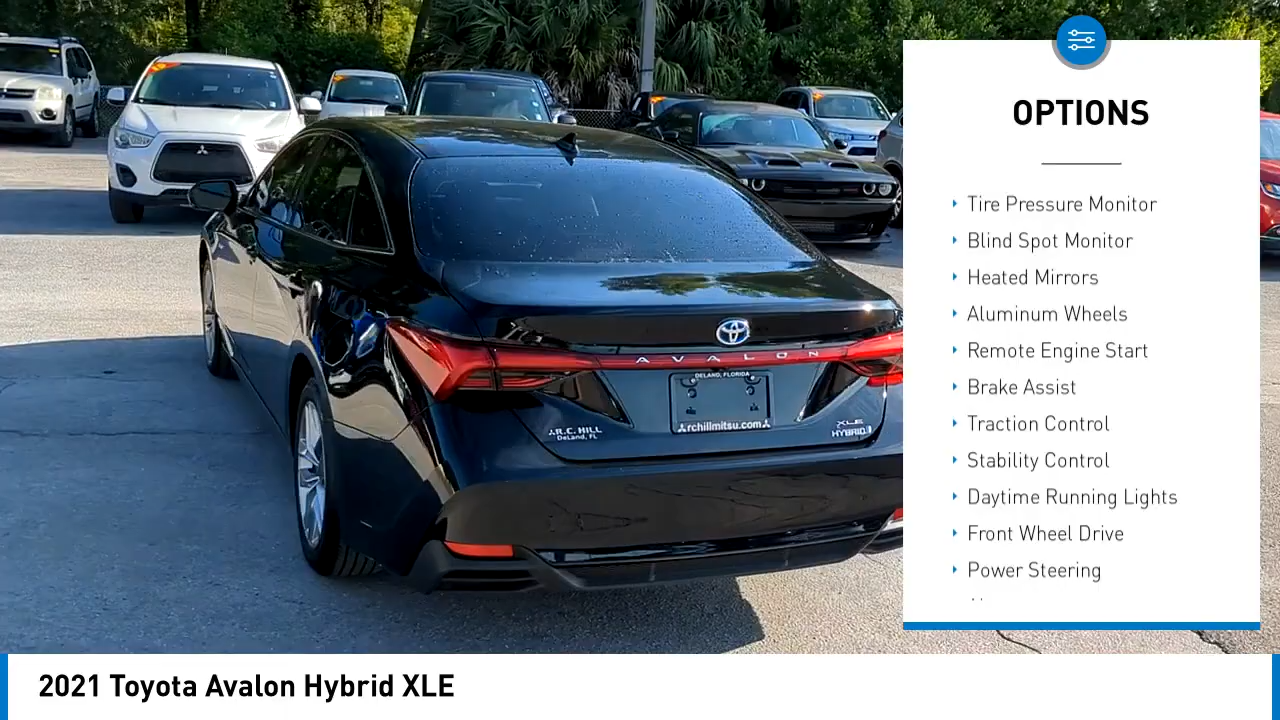 OPTIONS
Tire Pressure Monitor
Blind Spot Monitor
Heated Mirrors
Aluminum Wheels
Remote Engine Start
Brake Assist
Traction Control
Stability Control
Daytime Running Lights
Front Wheel Drive
Power Steering
AVALON
DELAND, FLORIDA
rchillmitsu.com
R.C. HILL
DeLand, FL
XLE
HYBRID
2021 Toyota Avalon Hybrid XLE